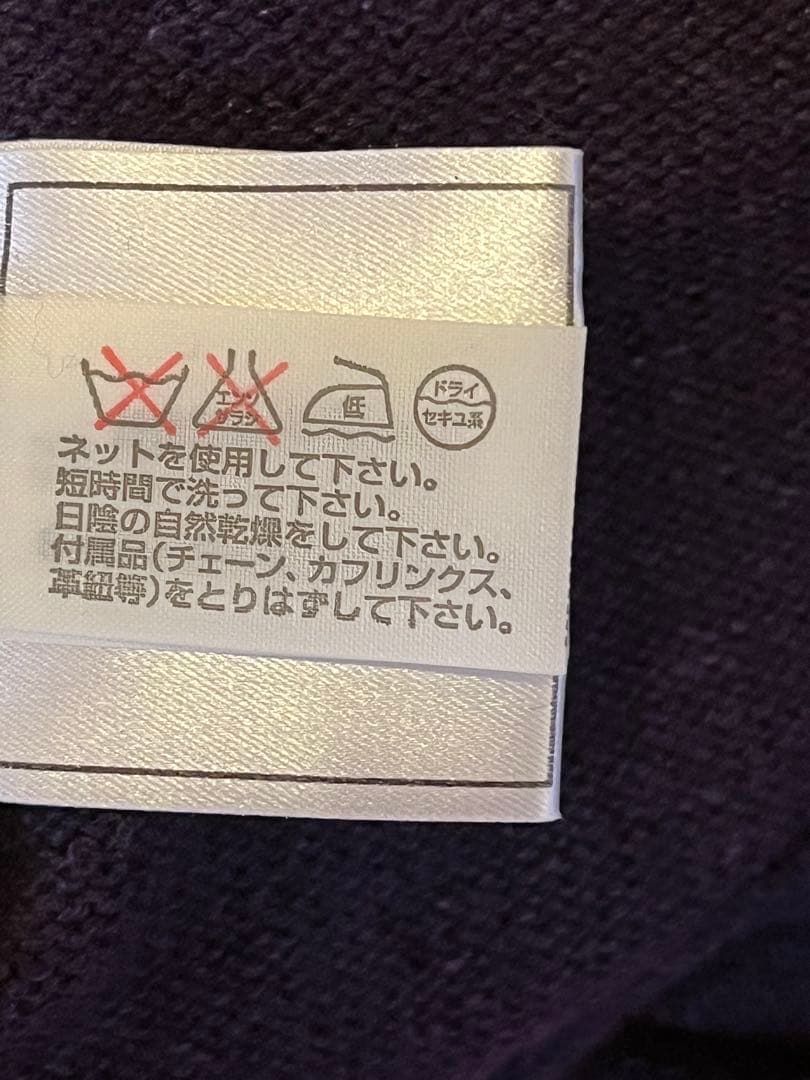 エンソ
サラシ
低
ドライ
セキユ系
ネットを使用して下さい。
短時間で洗って下さい。
日陰の自然乾燥をして下さい。
付属品(チェーン、カフリンクス、
革紐等)をとりはずして下さい。